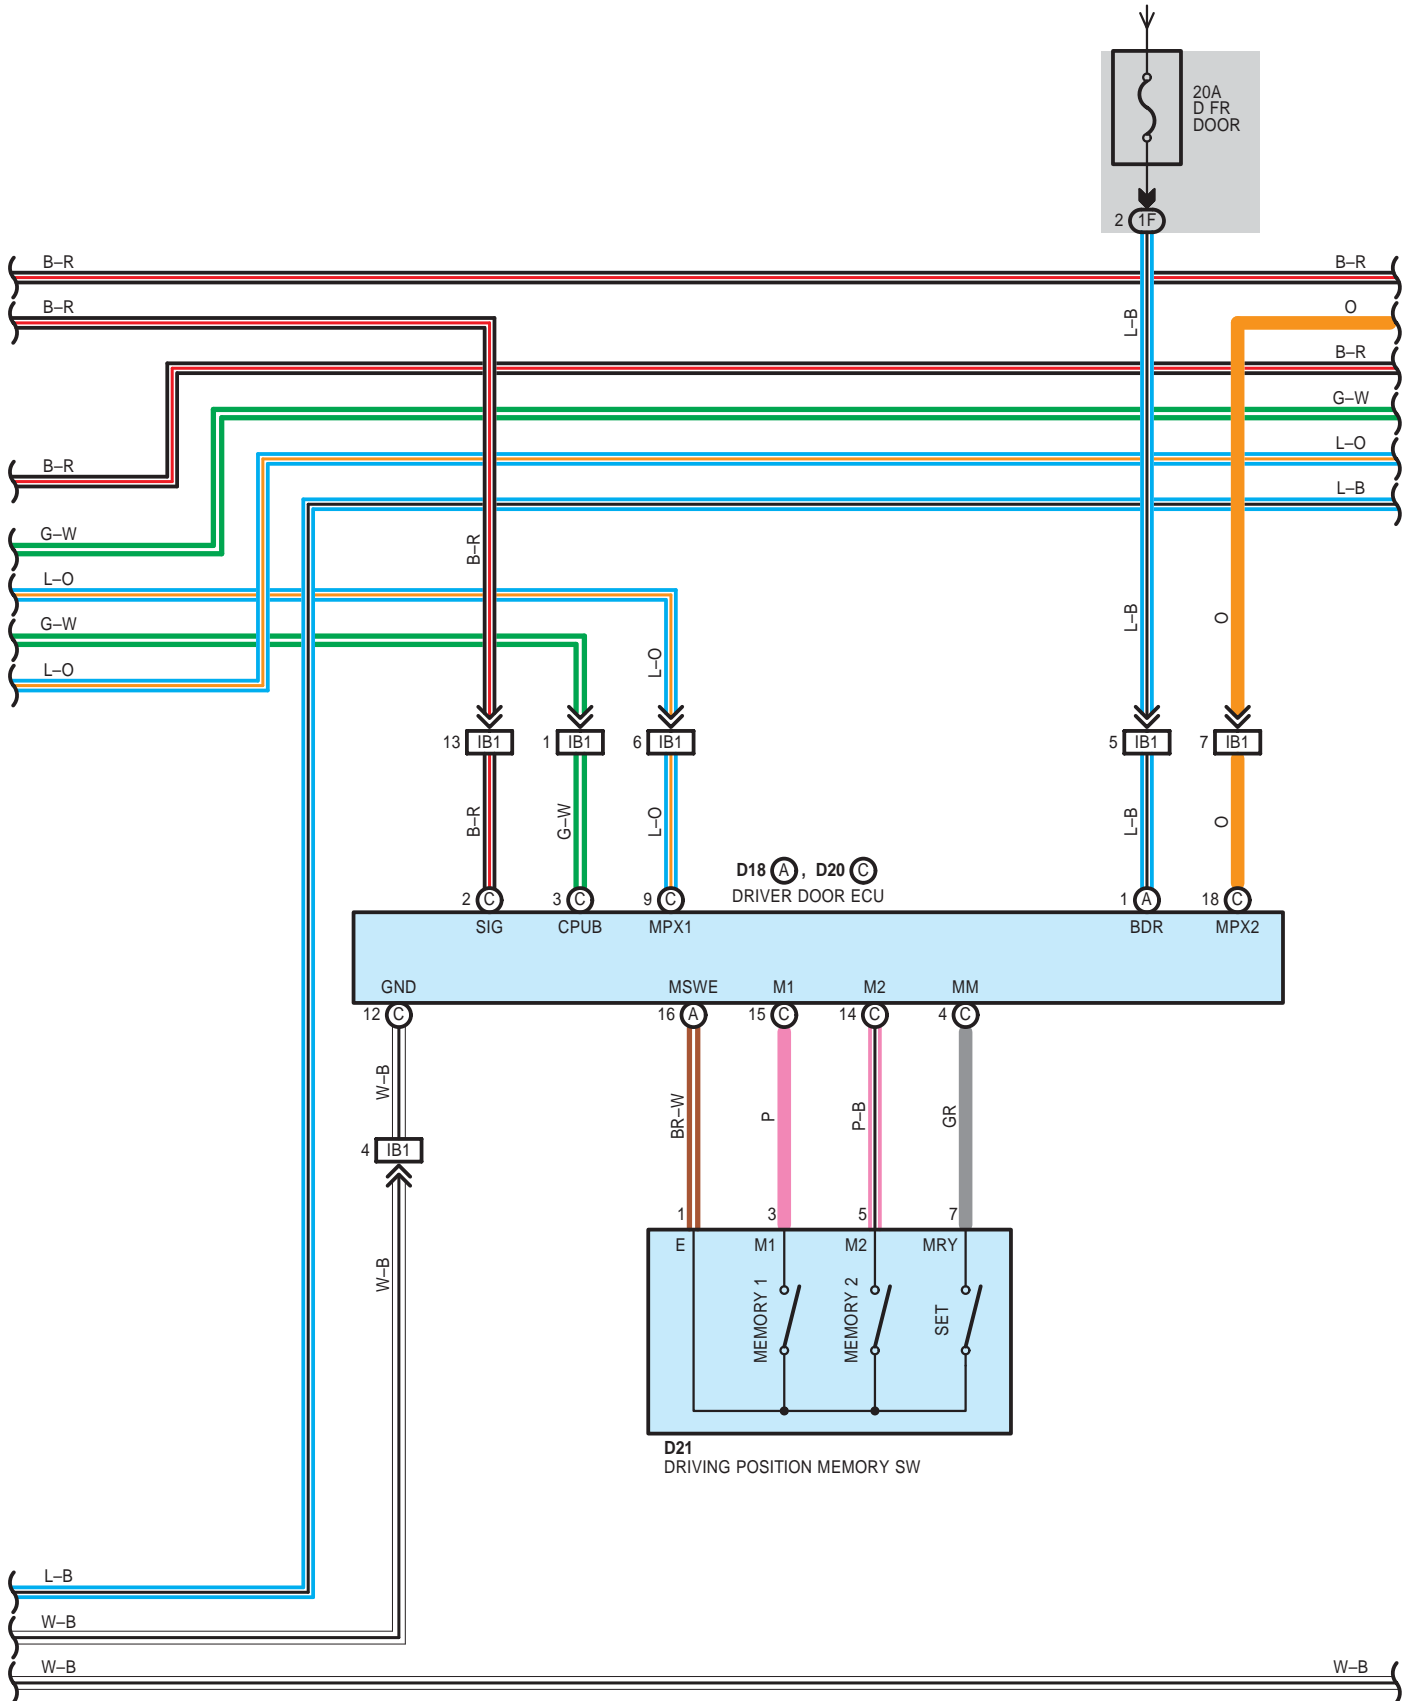 20A
D FR
DOOR
2 1F
B–R B–R
B–R O
L–B
B–R
B–R G–W
L–O
L–B
G–W
B–R
L–O
G–W
L–O
L–O
L–B
O
13 IB1 1 IB1 6 IB1 5 IB1 7 IB1
B–R G–W L–O L–B O
D18 A , D20 C
DRIVER DOOR ECU
2 C 3 C 9 C 1 A 18 C
SIG CPUB MPX1 BDR MPX2
GND MSWE M1 M2 MM
12 C 16 A 15 C 14 C 4 C
W–B BR–W P P–B GR
4 IB1
1 3 5 7
E M1 M2 MRY
W–B
MEMORY 1 MEMORY 2 SET
D21
DRIVING POSITION MEMORY SW
L–B
W–B
W–B W–B